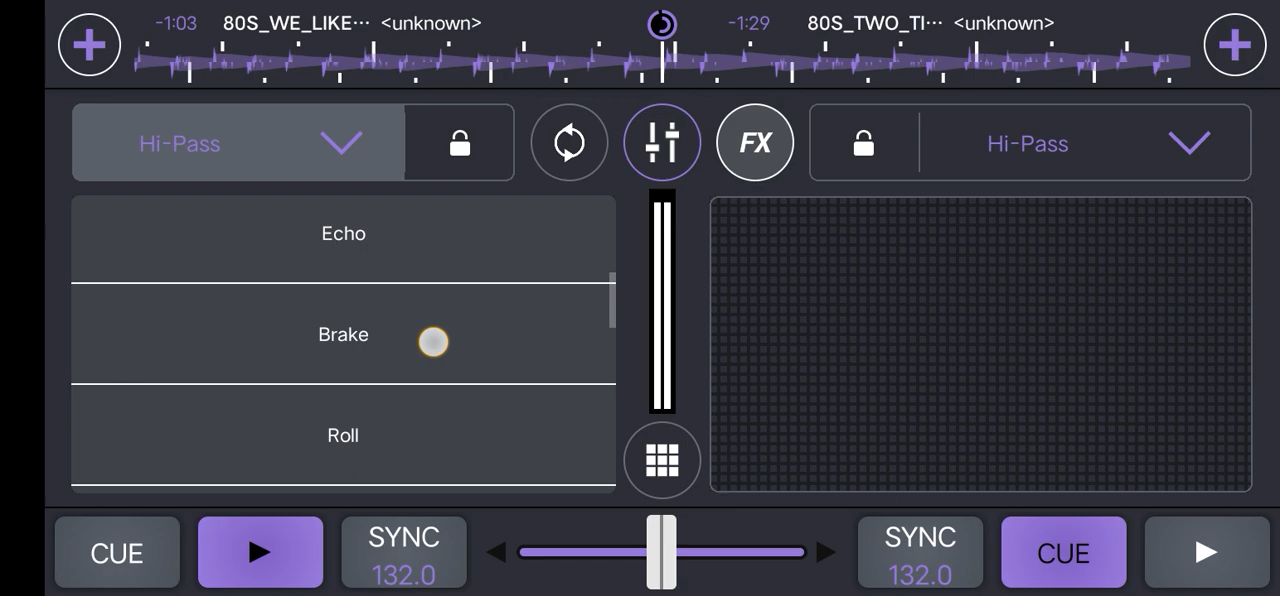 -1:03 80S_WE_LIKE··· <unknown> -1:29 80S_TWO_TI··· <unknown>
Hi-Pass FX Hi-Pass
Echo
Brake
Roll
CUE SYNC SYNC CUE
132.0 132.0